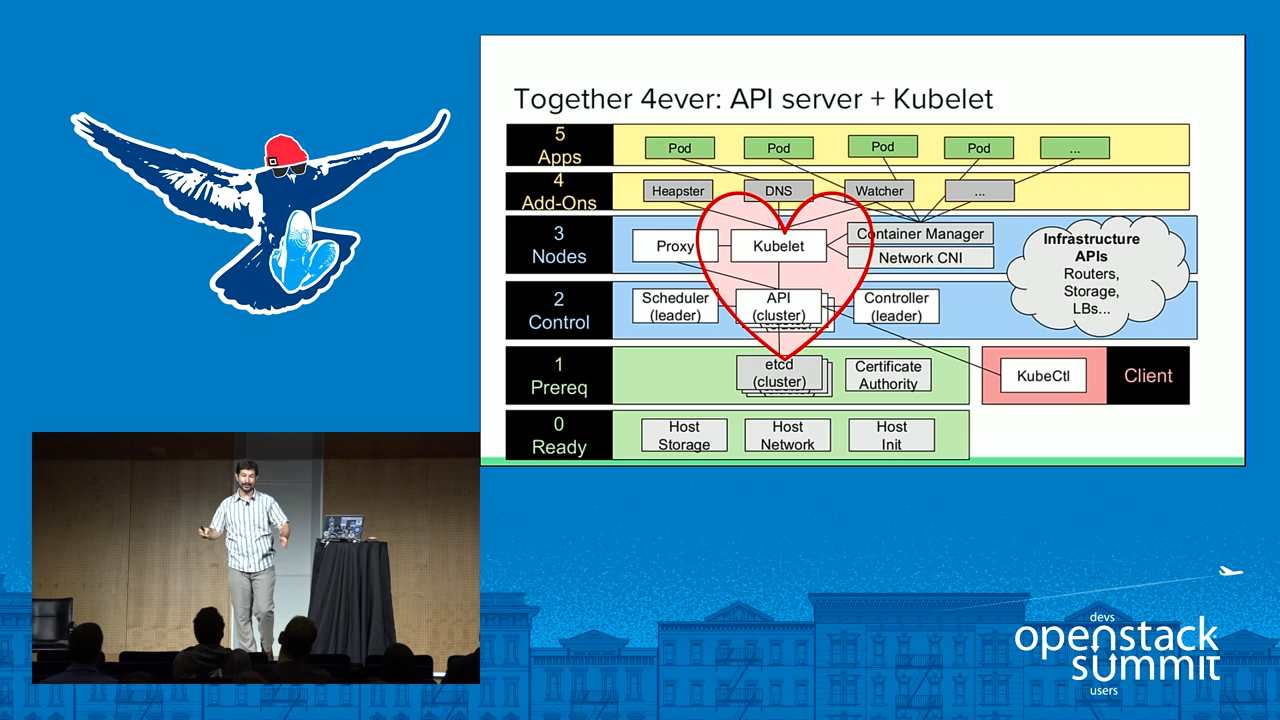 Together 4ever: API server + Kubelet
5
Apps
Pod
Pod
Pod
Pod
...
4
Add-Ons
Heapster
DNS
Watcher
...
3
Nodes
Proxy
Kubelet
Container Manager
Network CNI
Infrastructure
APIs
Routers,
Storage,
LBs...
2
Control
Scheduler
(leader)
API
(cluster)
Controller
(leader)
1
Prereq
etcd
(cluster)
Certificate
Authority
KubeCtl
Client
0
Ready
Host
Storage
Host
Network
Host
Init
devs
openstack
summit
users